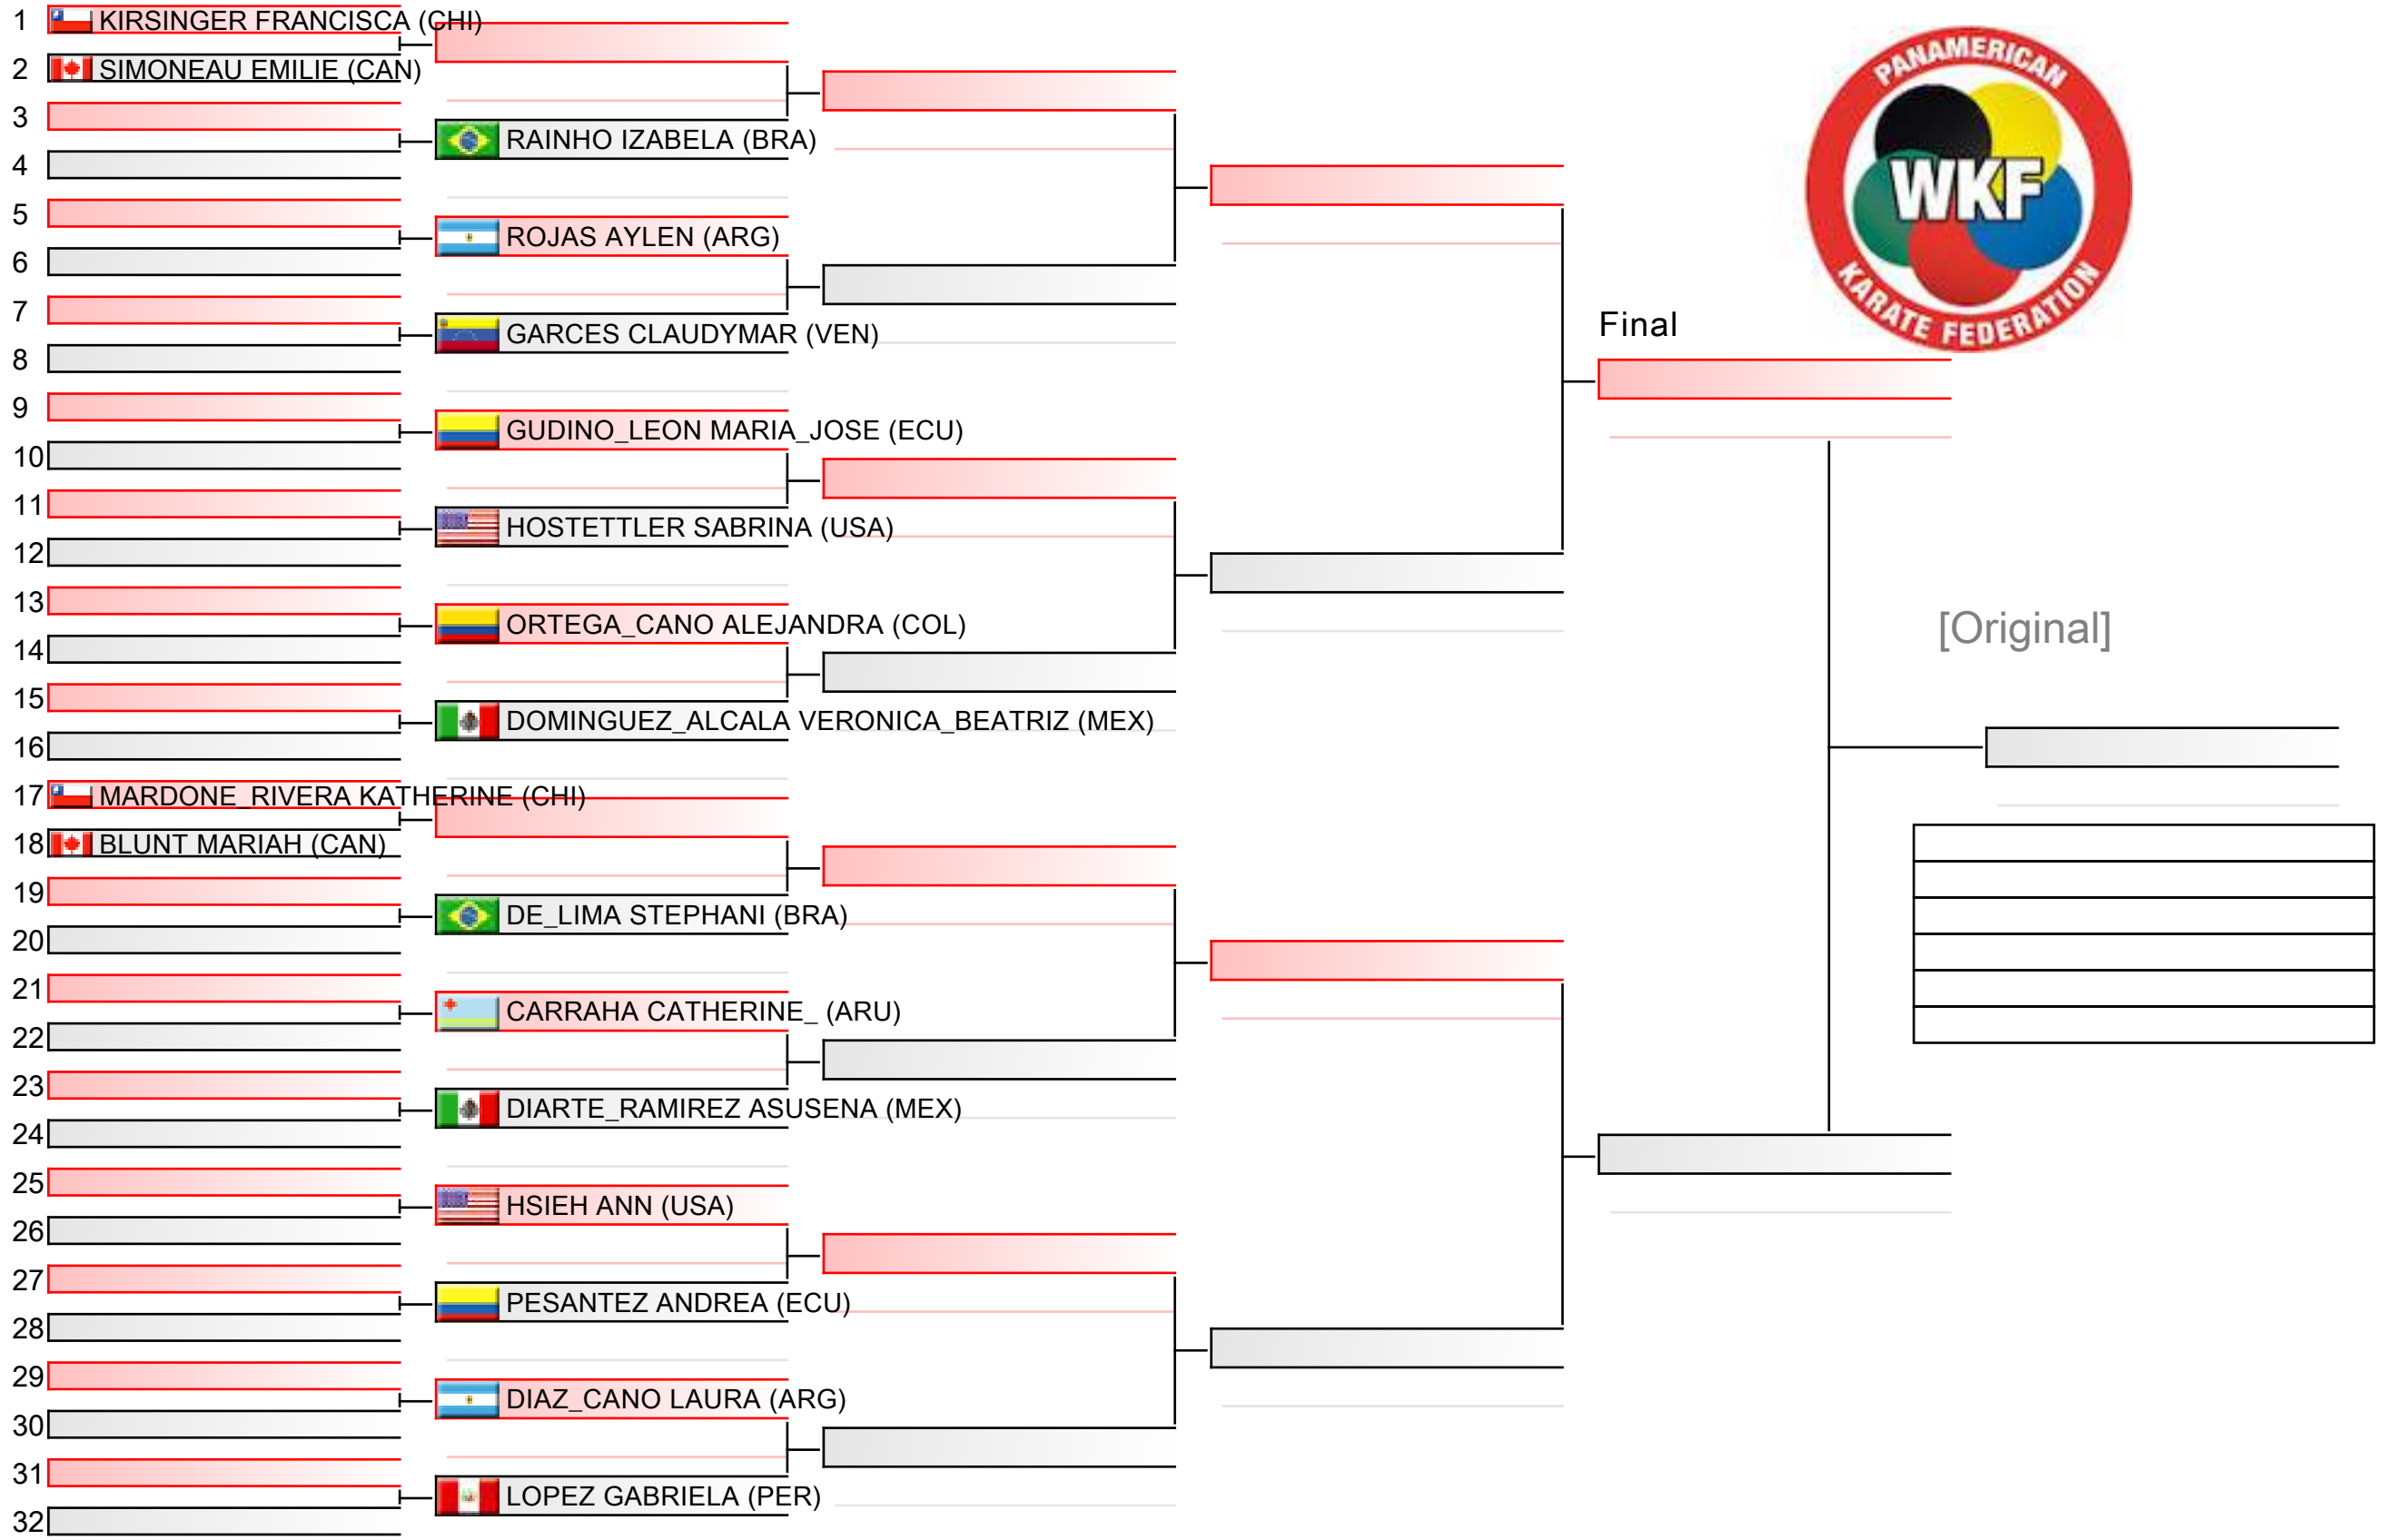 1 KIRSINGER FRANCISCA (CHI)
2 SIMONEAU EMILIE (CAN)
3
RAINHO IZABELA (BRA)
4
5
ROJAS AYLEN (ARG)
6
7
GARCES CLAUDYMAR (VEN)
8
9
GUDINO_LEON MARIA_JOSE (ECU)
10
11
HOSTETTLER SABRINA (USA)
12
13
ORTEGA_CANO ALEJANDRA (COL)
14
15
DOMINGUEZ_ALCALA VERONICA_BEATRIZ (MEX)
16
17 MARDONE_RIVERA KATHERINE (CHI)
18 BLUNT MARIAH (CAN)
19
DE_LIMA STEPHANI (BRA)
20
21
CARRAHA CATHERINE_ (ARU)
22
23
DIARTE_RAMIREZ ASUSENA (MEX)
24
25
HSIEH ANN (USA)
26
27
PESANTEZ ANDREA (ECU)
28
29
DIAZ_CANO LAURA (ARG)
30
31
LOPEZ GABRIELA (PER)
32
Final
PANAMERICAN
WKF
KARATE FEDERATION
[Original]